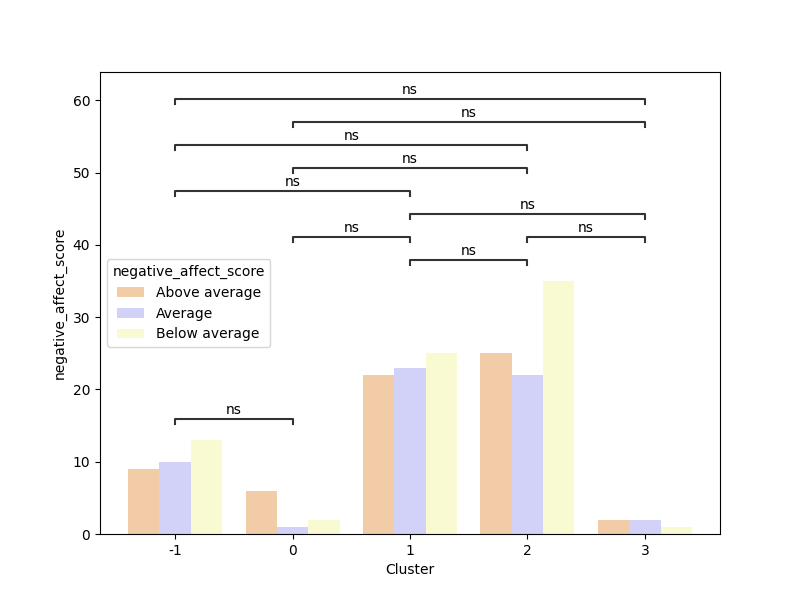 60
50
40
30
20
10
0
negative_affect_score
ns
ns
ns
ns
ns
ns
ns
ns
ns
ns
negative_affect_score
Above average
Average
Below average
-1 0 1 2 3
Cluster